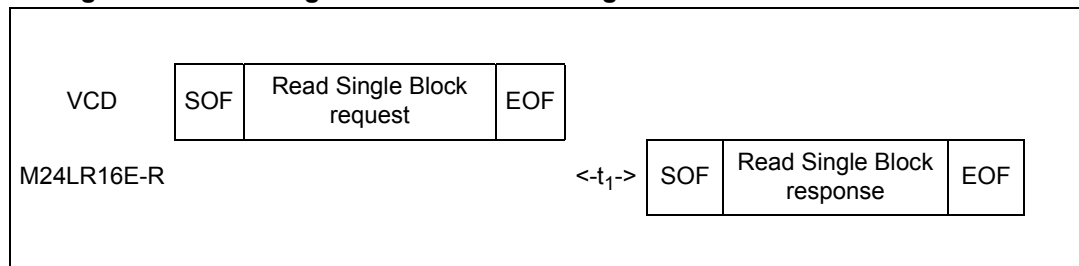 VCD SOF Read Single Block request EOF
M24LR16E-R <-t1-> SOF Read Single Block response EOF